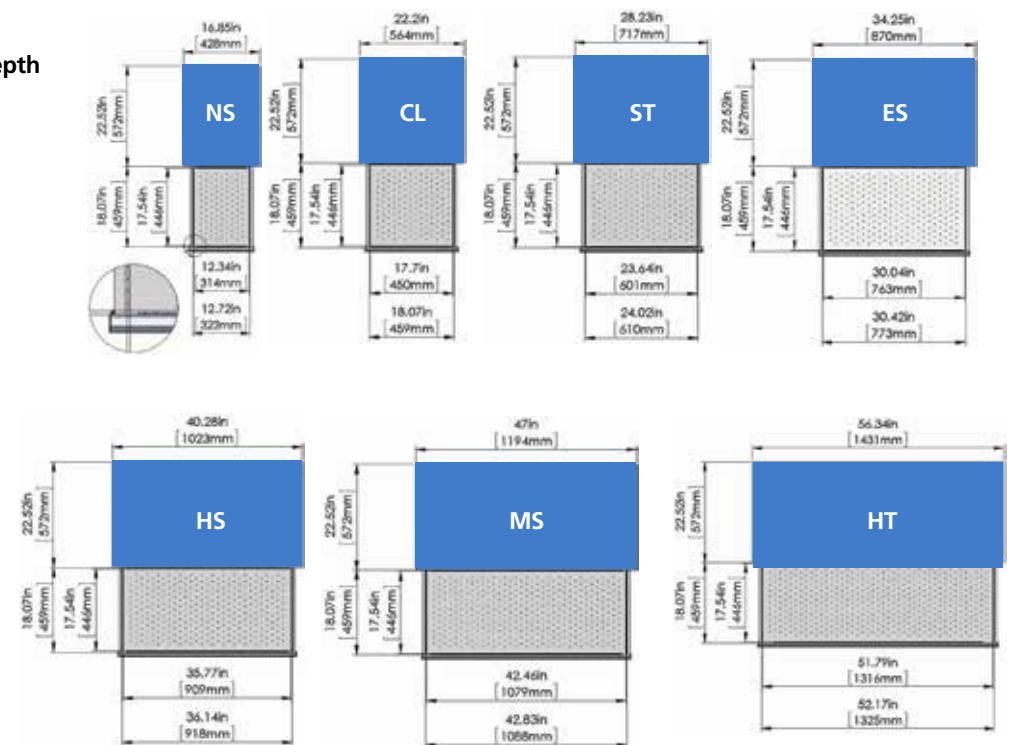 epth
16.85in
[428mm]
22.52in
[572mm]
NS
18.07in
[459mm]
17.54in
[446mm]
12.34in
[314mm]
12.72in
[323mm]
22.2in
[564mm]
22.52in
[572mm]
CL
18.07in
[459mm]
17.54in
[446mm]
17.7in
[450mm]
18.07in
[459mm]
28.23in
[717mm]
22.52in
[572mm]
ST
18.07in
[459mm]
17.54in
[446mm]
23.64in
[601mm]
24.02in
[610mm]
34.25in
[870mm]
22.52in
[572mm]
ES
18.07in
[459mm]
17.54in
[446mm]
30.04in
[763mm]
30.42in
[773mm]
40.28in
[1023mm]
22.52in
[572mm]
HS
18.07in
[459mm]
17.54in
[446mm]
35.77in
[909mm]
36.14in
[918mm]
47in
[1194mm]
22.52in
[572mm]
MS
18.07in
[459mm]
17.54in
[446mm]
42.46in
[1079mm]
42.83in
[1088mm]
56.34in
[1431mm]
22.52in
[572mm]
HT
18.07in
[459mm]
17.54in
[446mm]
51.79in
[1316mm]
52.17in
[1325mm]